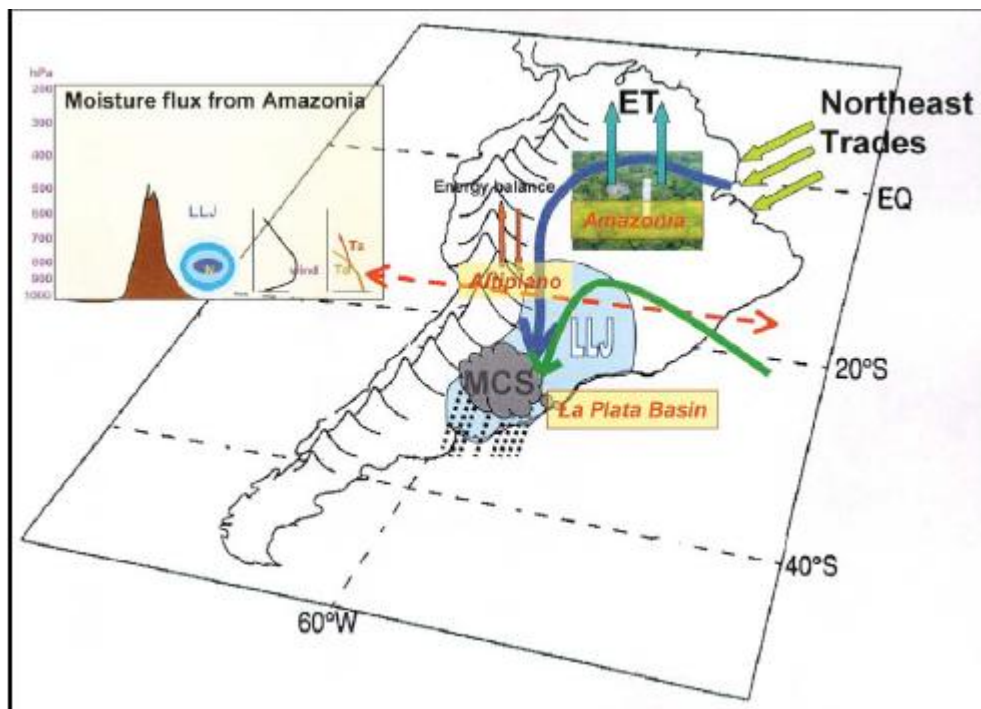 hPa
200
300
400
500
600
700
800
900
1000
Moisture flux from Amazonia
LLJ
N
wind
Ta
Td
ET
Northeast
Trades
EQ
Energy balance
Amazonia
Altiplano
LLJ
MCS
La Plata Basin
20°S
40°S
60°W